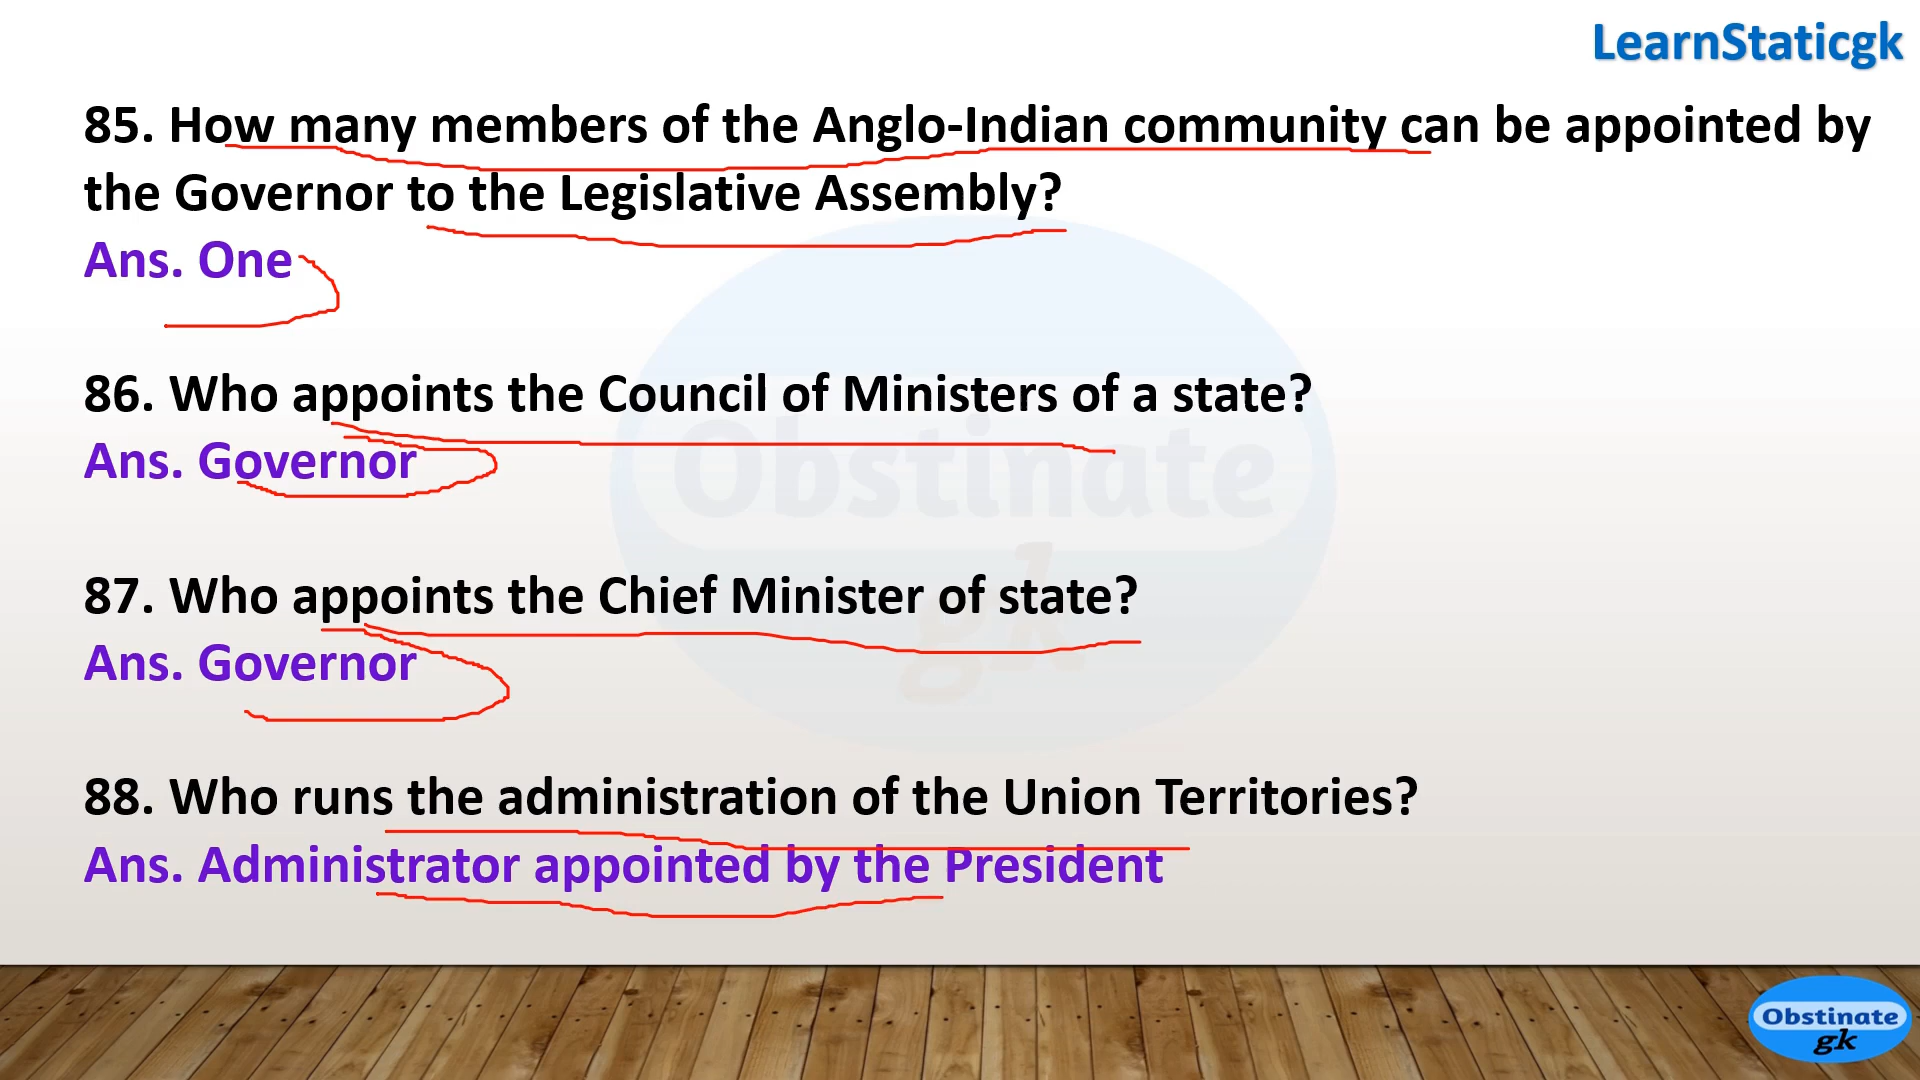 LearnStaticgk
85. How many members of the Anglo-Indian community can be appointed by
the Governor to the Legislative Assembly?
Ans. One
86. Who appoints the Council of Ministers of a state?
Ans. Governor
87. Who appoints the Chief Minister of state?
Ans. Governor
88. Who runs the administration of the Union Territories?
Ans. Administrator appointed by the President
Obstinate
gk
Obstinate
gk